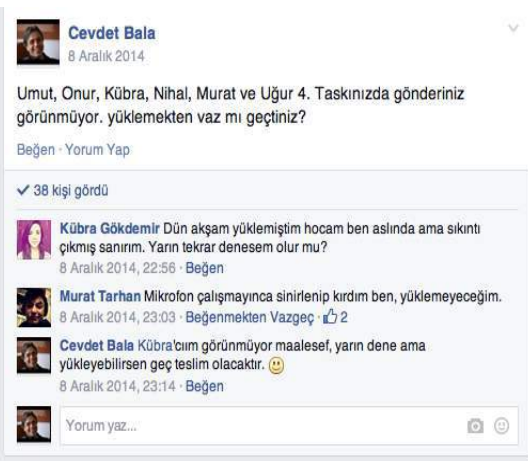 Cevdet Bala
8 Aralık 2014
Umut, Onur, Kübra, Nihal, Murat ve Uğur 4. Taskınızda gönderiniz
görünmüyor. yüklemekten vaz mı geçtiniz?
Beğen · Yorum Yap
✓ 38 kişi gördü
Kübra Gökdemir Dün akşam yüklemiştim hocam ben aslında ama sıkıntı
çıkmış sanırım. Yarın tekrar denesem olur mu?
8 Aralık 2014, 22:56 · Beğen
Murat Tarhan Mikrofon çalışmayınca sinirlenip kırdım ben, yüklemeyeceğim.
8 Aralık 2014, 23:03 · Beğenmekten Vazgeç · 2
Cevdet Bala Kübra'cıım görünmüyor maalesef, yarın dene ama
yükleyebilirsen geç teslim olacaktır.
8 Aralık 2014, 23:14 · Beğen
Yorum yaz...